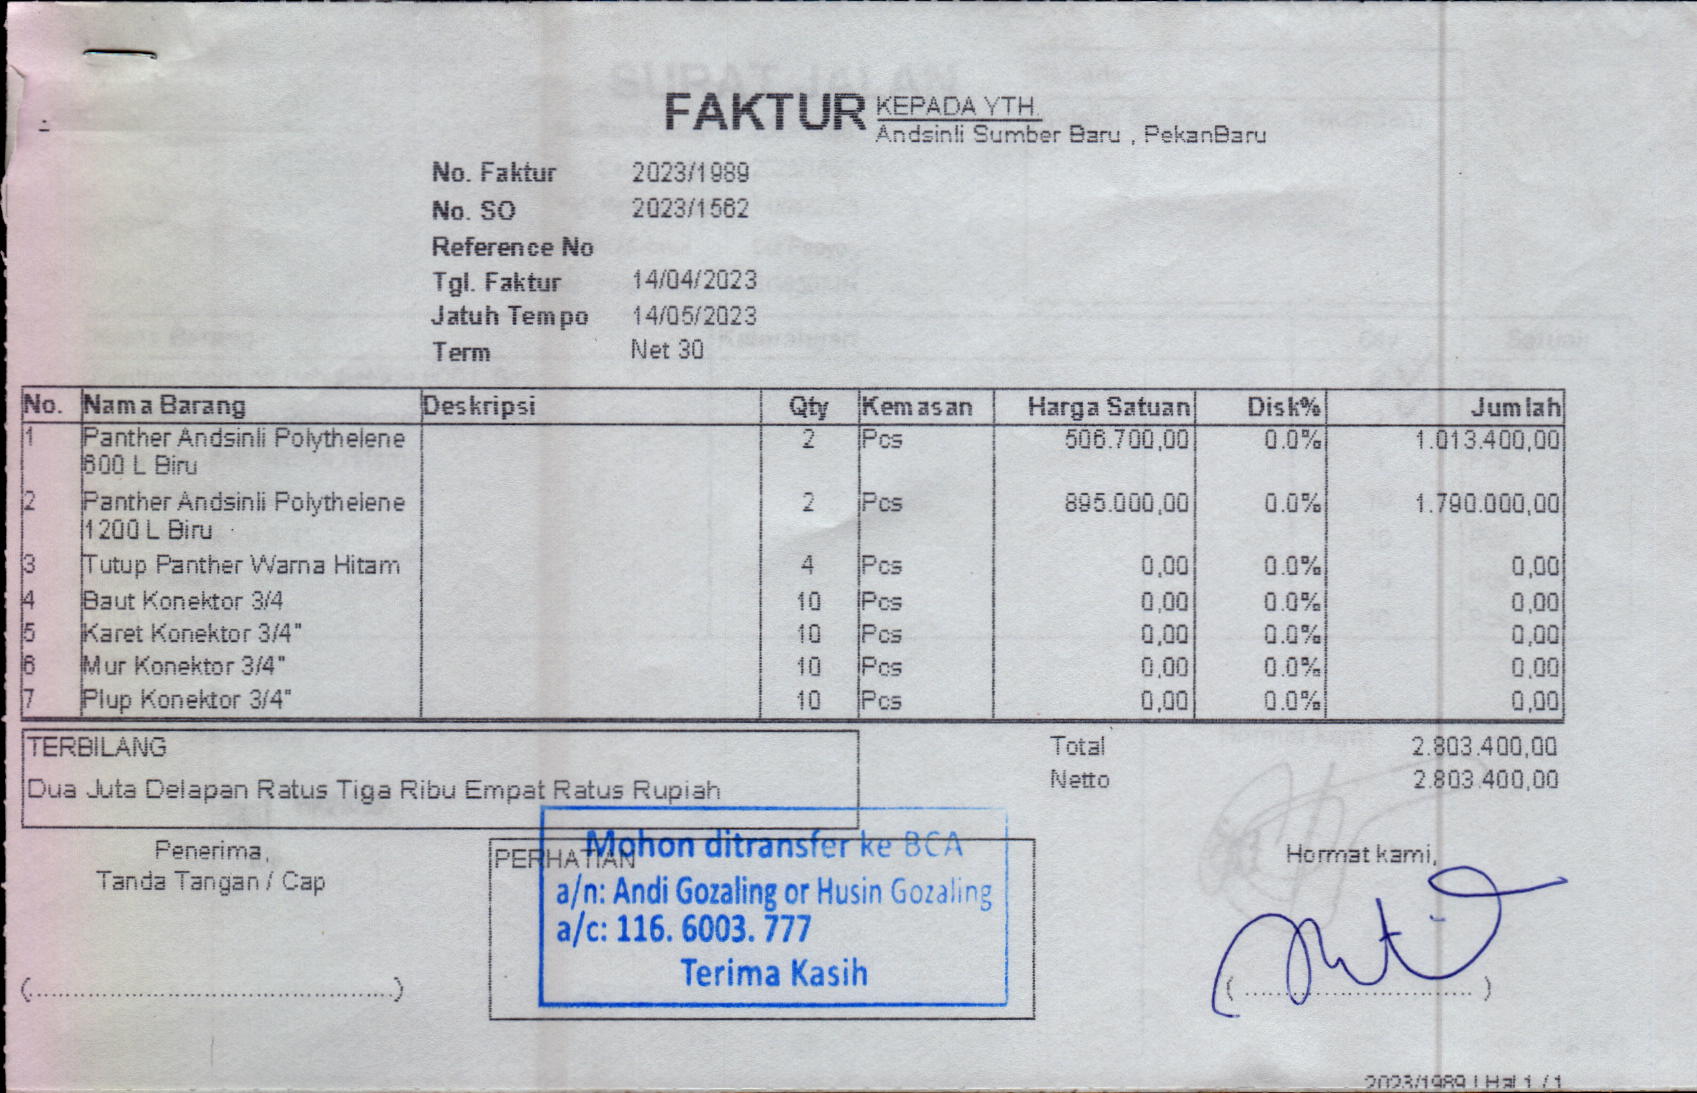 FAKTUR
KEPADA YTH.
Andsinli Sumber Baru , PekanBaru
No. Faktur 2023/1989
No. SO 2023/1562
Reference No
Tgl. Faktur 14/04/2023
Jatuh Tempo 14/05/2023
Term Net 30
No. Nama Barang Deskripsi Qty Kemasan Harga Satuan Disk% Jumlah
1 Panther Andsinli Polythelene 2 Pcs 506.700,00 0.0% 1.013.400,00
600 L Biru
2 Panther Andsinli Polythelene 2 Pcs 895.000,00 0.0% 1.790.000,00
1200 L Biru
3 Tutup Panther Warna Hitam 4 Pcs 0,00 0.0% 0,00
4 Baut Konektor 3/4 10 Pcs 0,00 0.0% 0,00
5 Karet Konektor 3/4" 10 Pcs 0,00 0.0% 0,00
6 Mur Konektor 3/4" 10 Pcs 0,00 0.0% 0,00
7 Plup Konektor 3/4" 10 Pcs 0,00 0.0% 0,00
TERBILANG
Dua Juta Delapan Ratus Tiga Ribu Empat Ratus Rupiah
Total 2.803.400,00
Netto 2.803.400,00
Penerima,
Tanda Tangan / Cap
PERHATIAN
Mohon ditransfer ke BCA
a/n: Andi Gozaling or Husin Gozaling
a/c: 116. 6003. 777
Terima Kasih
Hormat kami,
2023/1989 | Hal 1 / 1